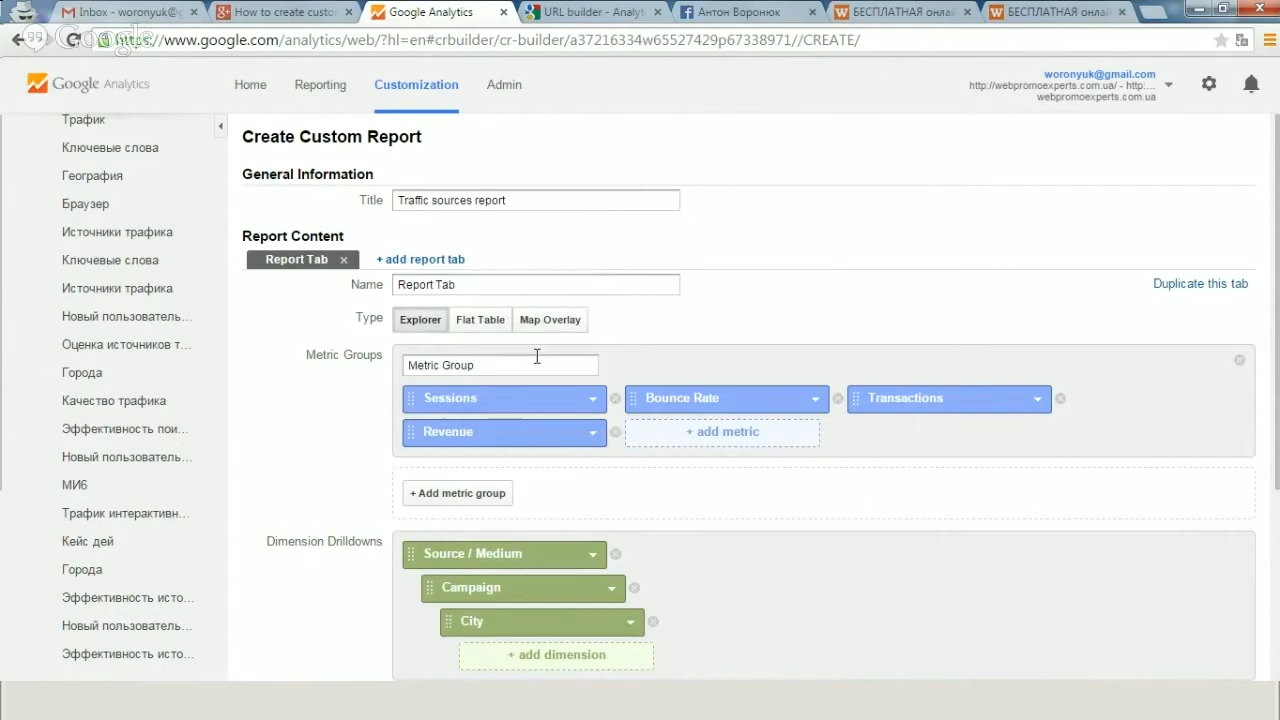 Inbox - woronyuk@g
How to create custo
Google Analytics
URL builder - Analyt
Антон Воронюк
БЕСПЛАТНАЯ онлай
БЕСПЛАТНАЯ онлай
Google
https://www.google.com/analytics/web/?hl=en#crbuilder/cr-builder/a37216334w65527429p67338971//CREATE/
Google Analytics
Home
Reporting
Customization
Admin
woronyuk@gmail.com
http://webpromoexperts.com.ua/ - http:...
webpromoexperts.com.ua
Трафик
Ключевые слова
География
Браузер
Источники трафика
Ключевые слова
Источники трафика
Новый пользователь...
Оценка источников т...
Города
Качество трафика
Эффективность пои...
Новый пользователь...
МИ6
Трафик интерактивн...
Кейс дей
Города
Эффективность исто...
Новый пользователь...
Эффективность исто...
Create Custom Report
General Information
Title
Traffic sources report
Report Content
Report Tab
+ add report tab
Name
Report Tab
Duplicate this tab
Type
Explorer
Flat Table
Map Overlay
Metric Groups
Metric Group
Sessions
Bounce Rate
Transactions
Revenue
+ add metric
+ Add metric group
Dimension Drilldowns
Source / Medium
Campaign
City
+ add dimension